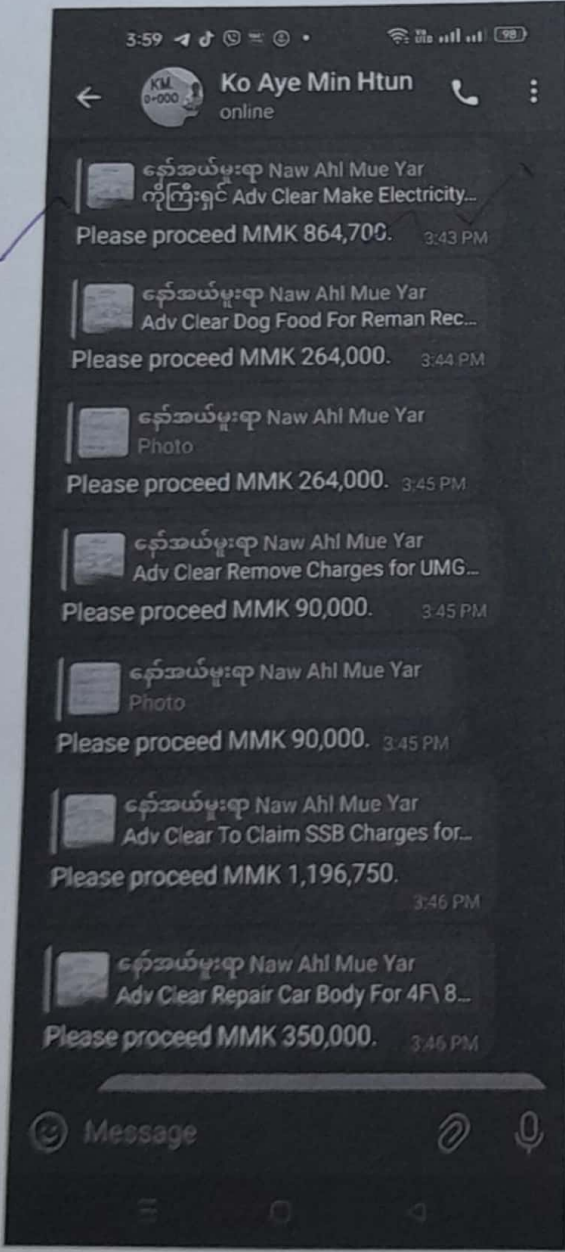 3:59
98
KM.
0+000
Ko Aye Min Htun
online
နော်အယ်မူးရာ Naw Ahl Mue Yar
ကိုကြီးရှင် Adv Clear Make Electricity...
Please proceed MMK 864,700. 3:43 PM
နော်အယ်မူးရာ Naw Ahl Mue Yar
Adv Clear Dog Food For Reman Rec...
Please proceed MMK 264,000. 3:44 PM
နော်အယ်မူးရာ Naw Ahl Mue Yar
Photo
Please proceed MMK 264,000. 3:45 PM
နော်အယ်မူးရာ Naw Ahl Mue Yar
Adv Clear Remove Charges for UMG...
Please proceed MMK 90,000. 3:45 PM
နော်အယ်မူးရာ Naw Ahl Mue Yar
Photo
Please proceed MMK 90,000. 3:45 PM
နော်အယ်မူးရာ Naw Ahl Mue Yar
Adv Clear To Claim SSB Charges for...
Please proceed MMK 1,196,750.
3:46 PM
နော်အယ်မူးရာ Naw Ahl Mue Yar
Adv Clear Repair Car Body For 4F\ 8...
Please proceed MMK 350,000. 3:46 PM
Message